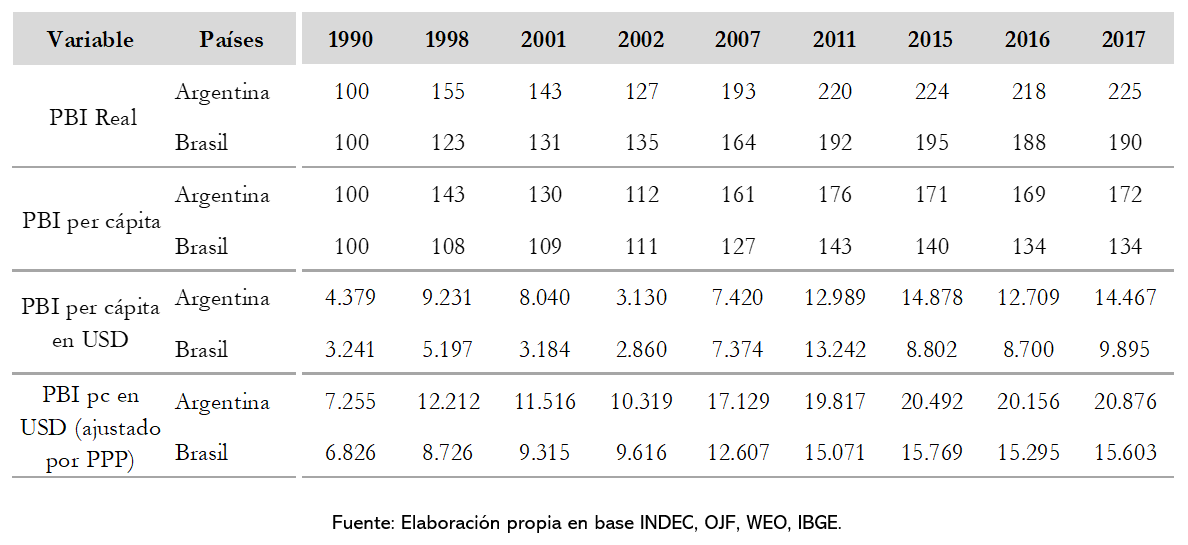 Variable Países 1990 1998 2001 2002 2007 2011 2015 2016 2017
PBI Real
Argentina 100 155 143 127 193 220 224 218 225
Brasil 100 123 131 135 164 192 195 188 190
PBI per cápita
Argentina 100 143 130 112 161 176 171 169 172
Brasil 100 108 109 111 127 143 140 134 134
PBI per cápita
en USD
Argentina 4.379 9.231 8.040 3.130 7.420 12.989 14.878 12.709 14.467
Brasil 3.241 5.197 3.184 2.860 7.374 13.242 8.802 8.700 9.895
PBI pc en
USD (ajustado
por PPP)
Argentina 7.255 12.212 11.516 10.319 17.129 19.817 20.492 20.156 20.876
Brasil 6.826 8.726 9.315 9.616 12.607 15.071 15.769 15.295 15.603
Fuente: Elaboración propia en base INDEC, OJF, WEO, IBGE.